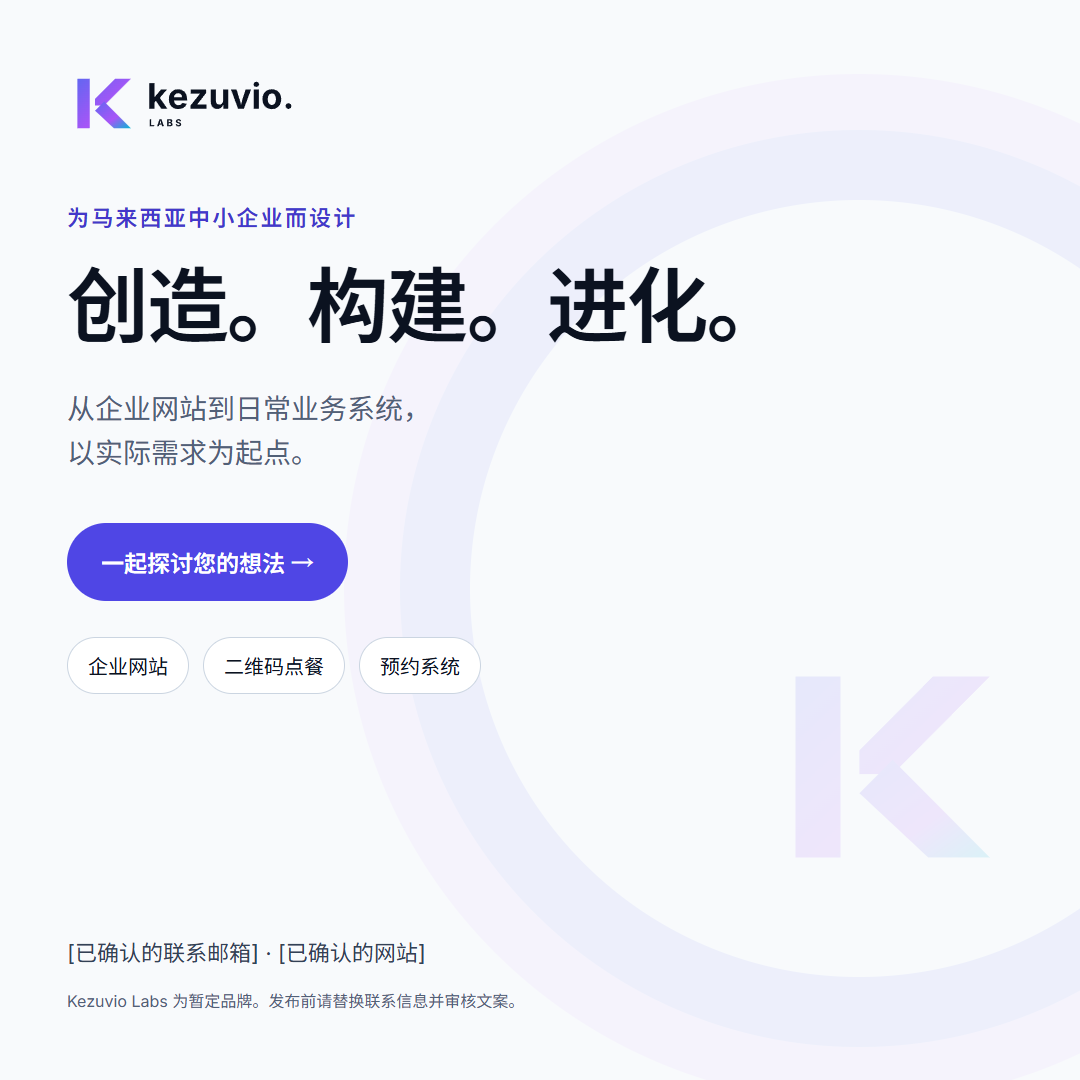 kezuvio.
LABS
为马来西亚中小企业而设计
创造。构建。进化。
从企业网站到日常业务系统，
以实际需求为起点。
一起探讨您的想法 →
企业网站
二维码点餐
预约系统
[已确认的联系邮箱] · [已确认的网站]
Kezuvio Labs 为暂定品牌。发布前请替换联系信息并审核文案。